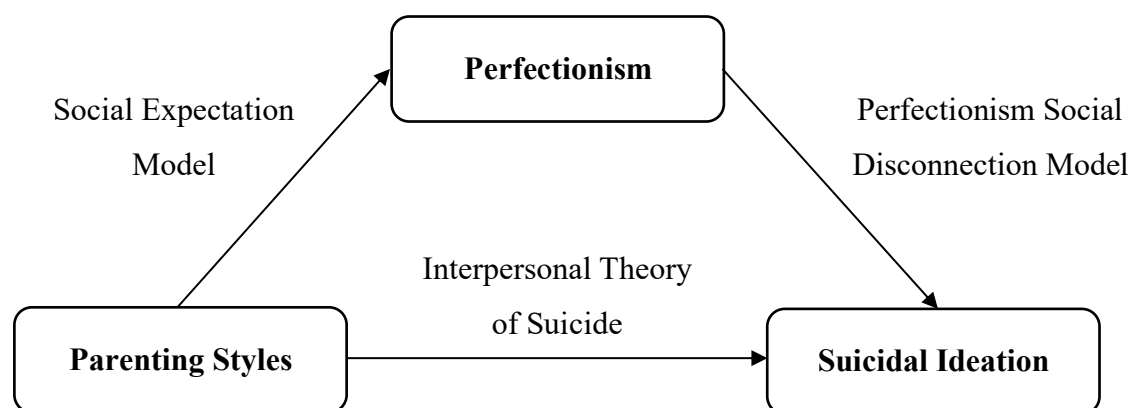 Perfectionism
Social Expectation
Model
Perfectionism Social
Disconnection Model
Interpersonal Theory
of Suicide
Parenting Styles
Suicidal Ideation